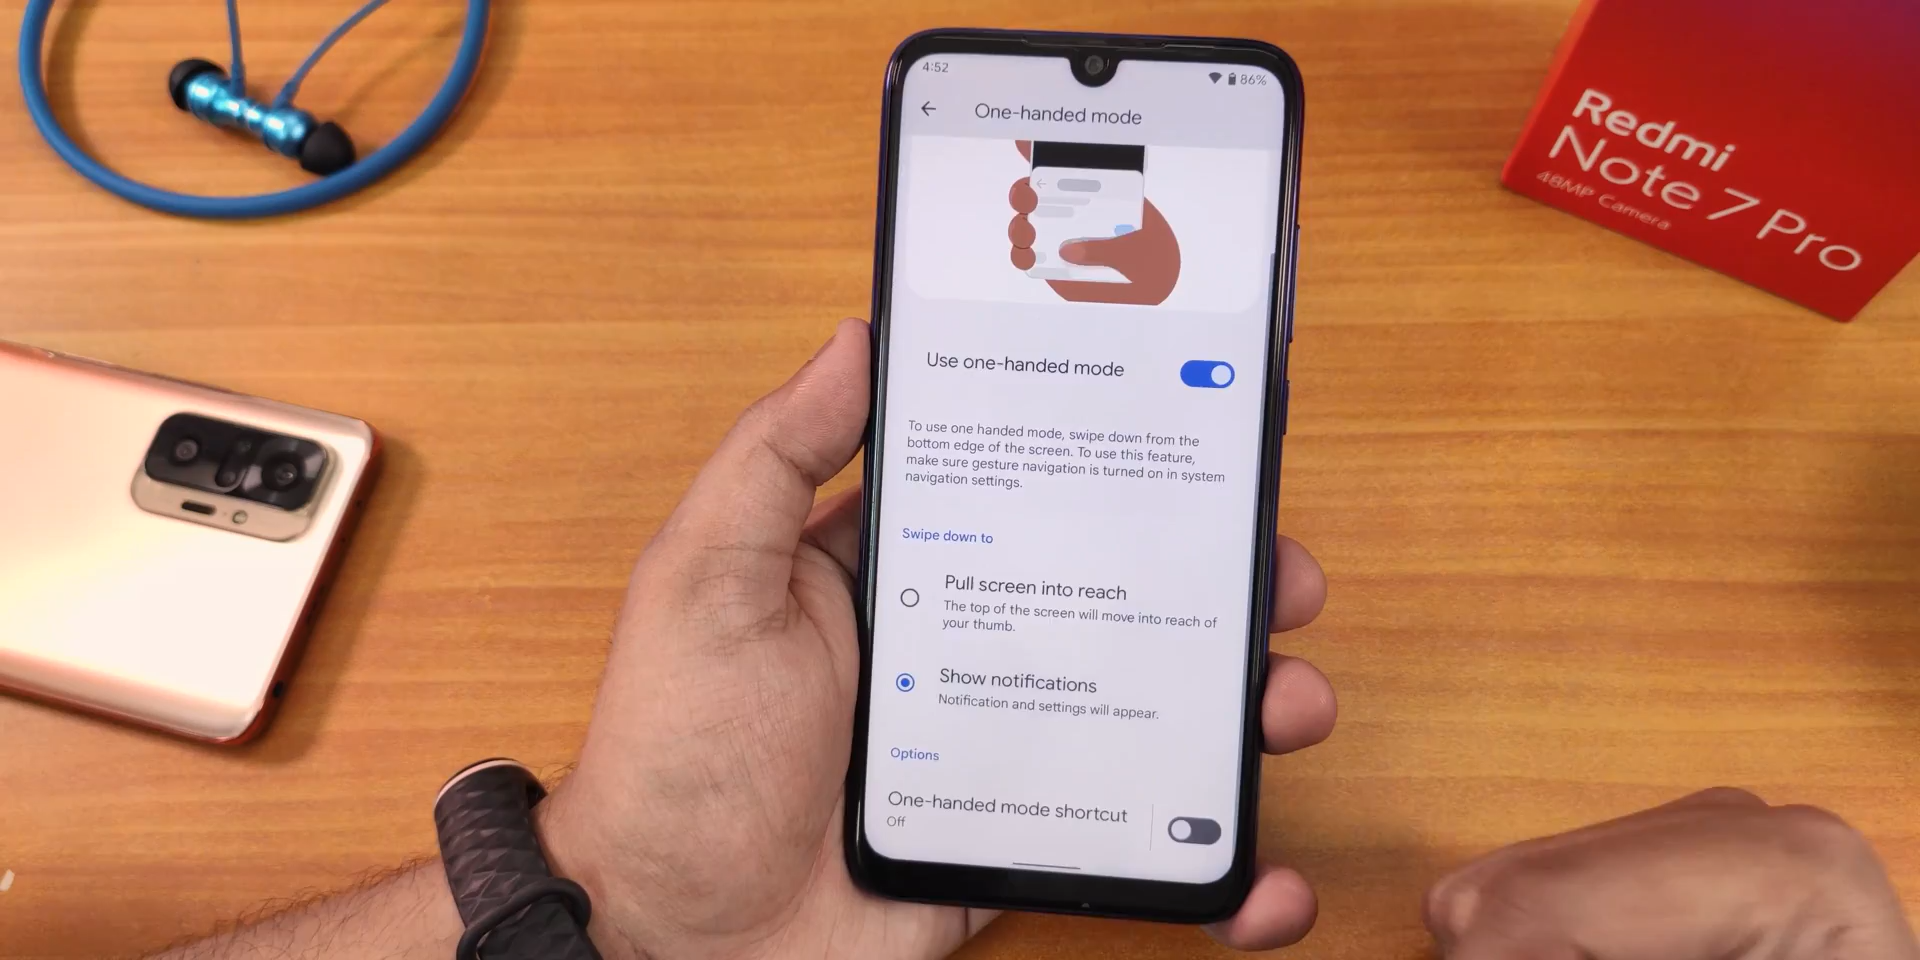 4:52
86%
One-handed mode
Use one-handed mode
To use one handed mode, swipe down from the
bottom edge of the screen. To use this feature,
make sure gesture navigation is turned on in system
navigation settings.
Swipe down to
Pull screen into reach
The top of the screen will move into reach of
your thumb.
Show notifications
Notification and settings will appear.
Options
One-handed mode shortcut
Off
Redmi
Note 7 Pro
48MP Camera